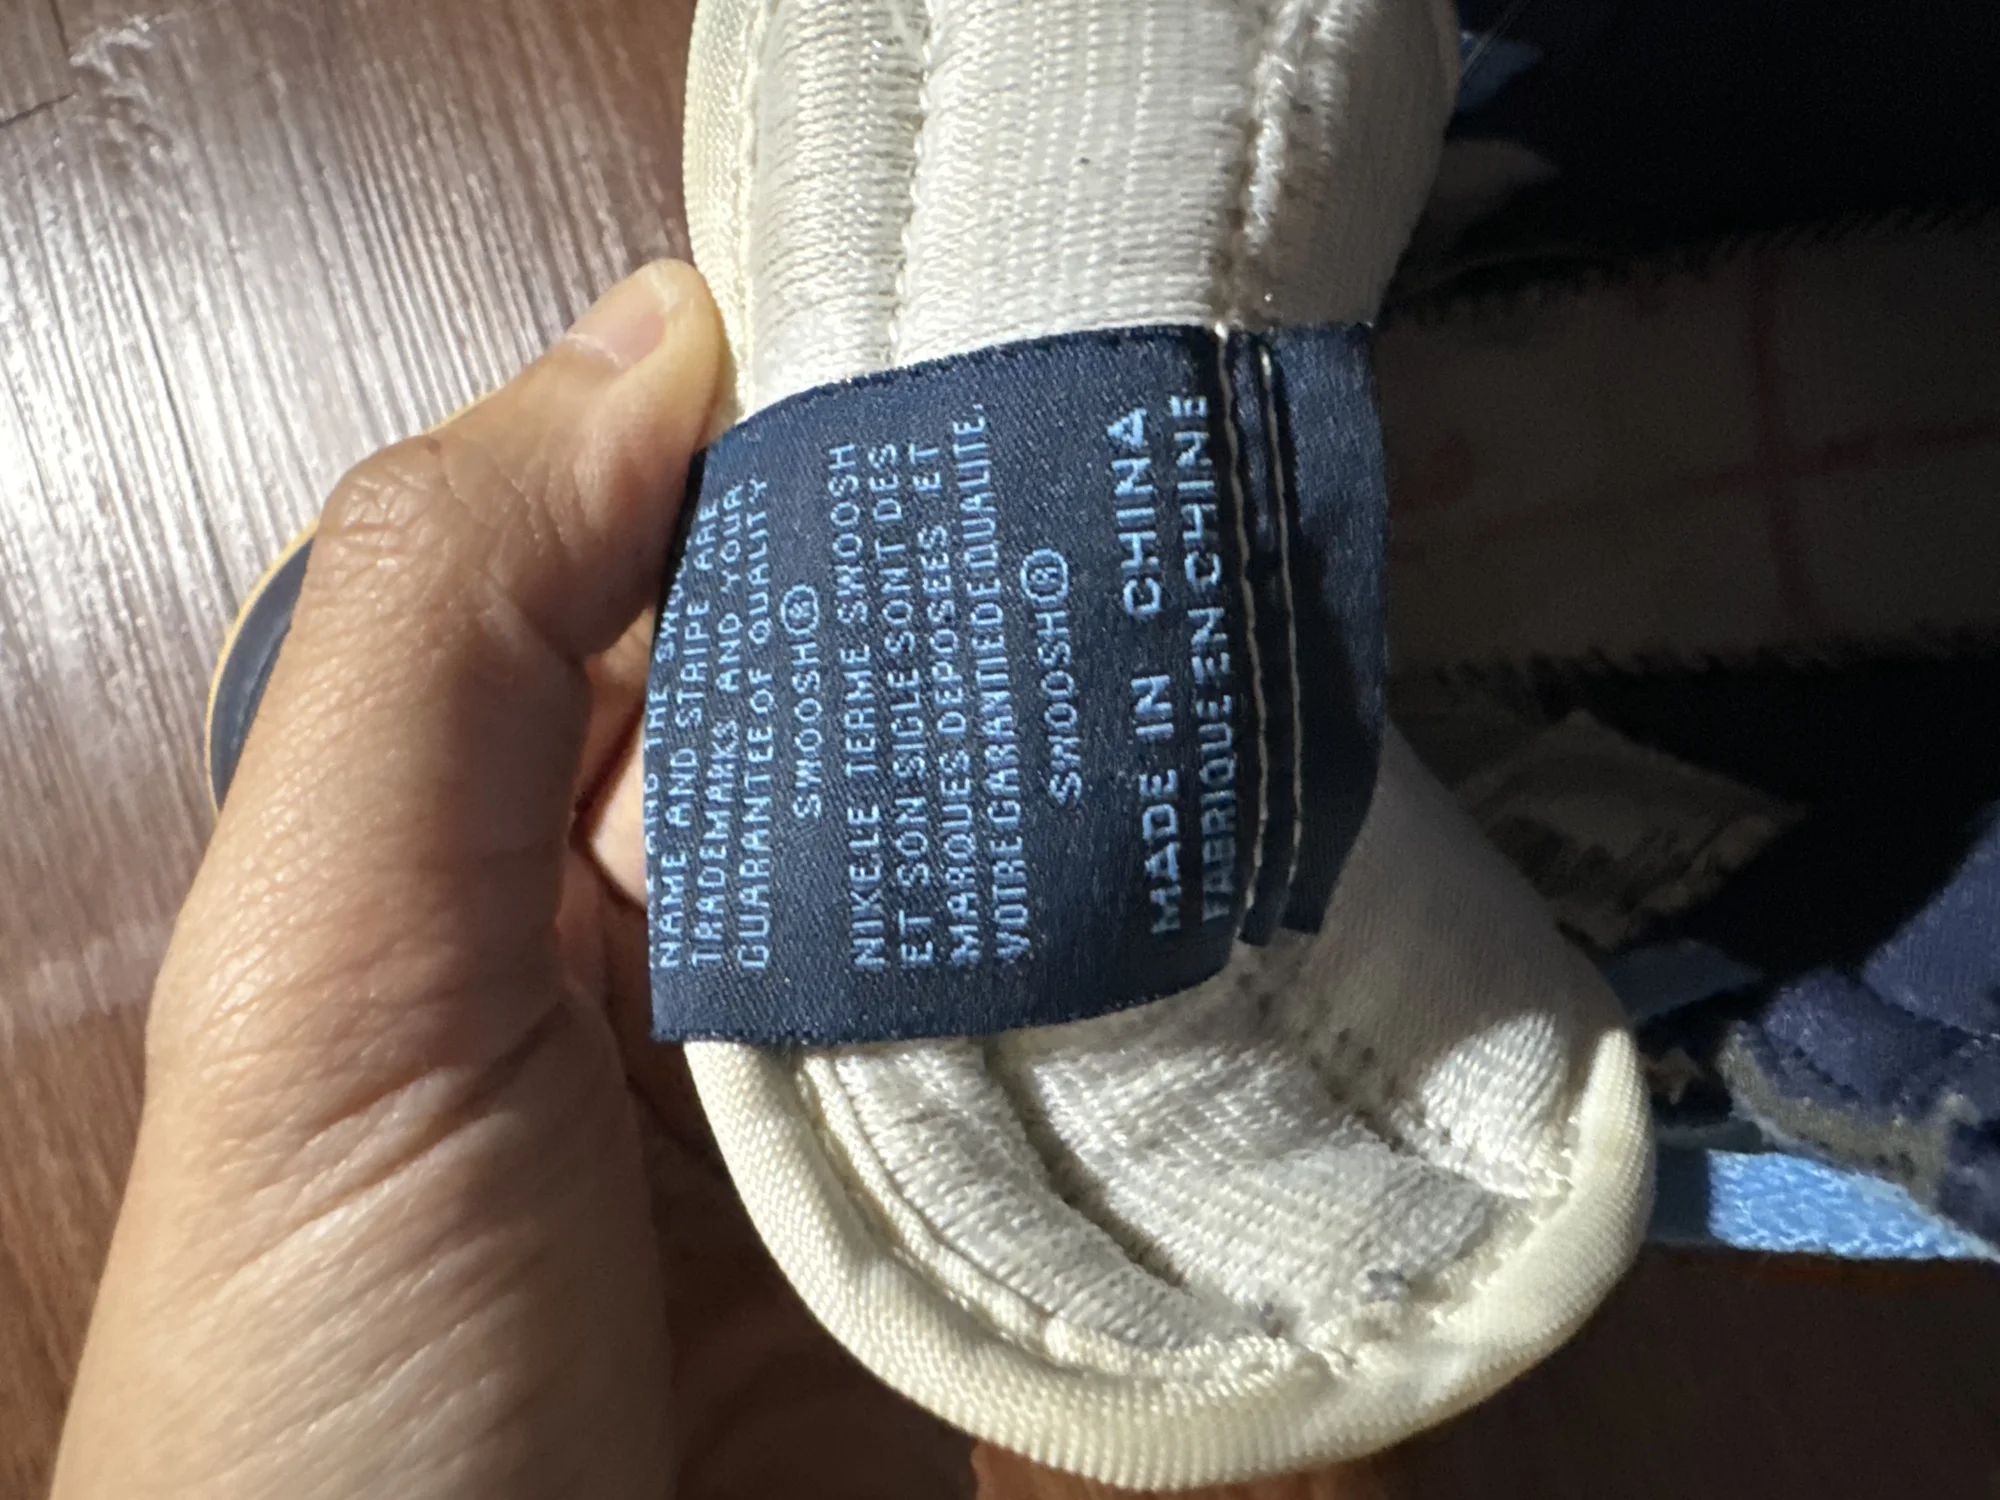 NAME AND STRIPE ARE
TRADEMARKS AND YOUR
GUARANTEE OF QUALITY
SWOOSH®
NIKE.LE TERME SWOOSH
ET SON SIGLE SONT DES
MARQUES DEPOSEES ET
VOTRE GARANTIE DE QUALITE.
SWOOSH®
MADE IN CHINA
FABRIQUE EN CHINE